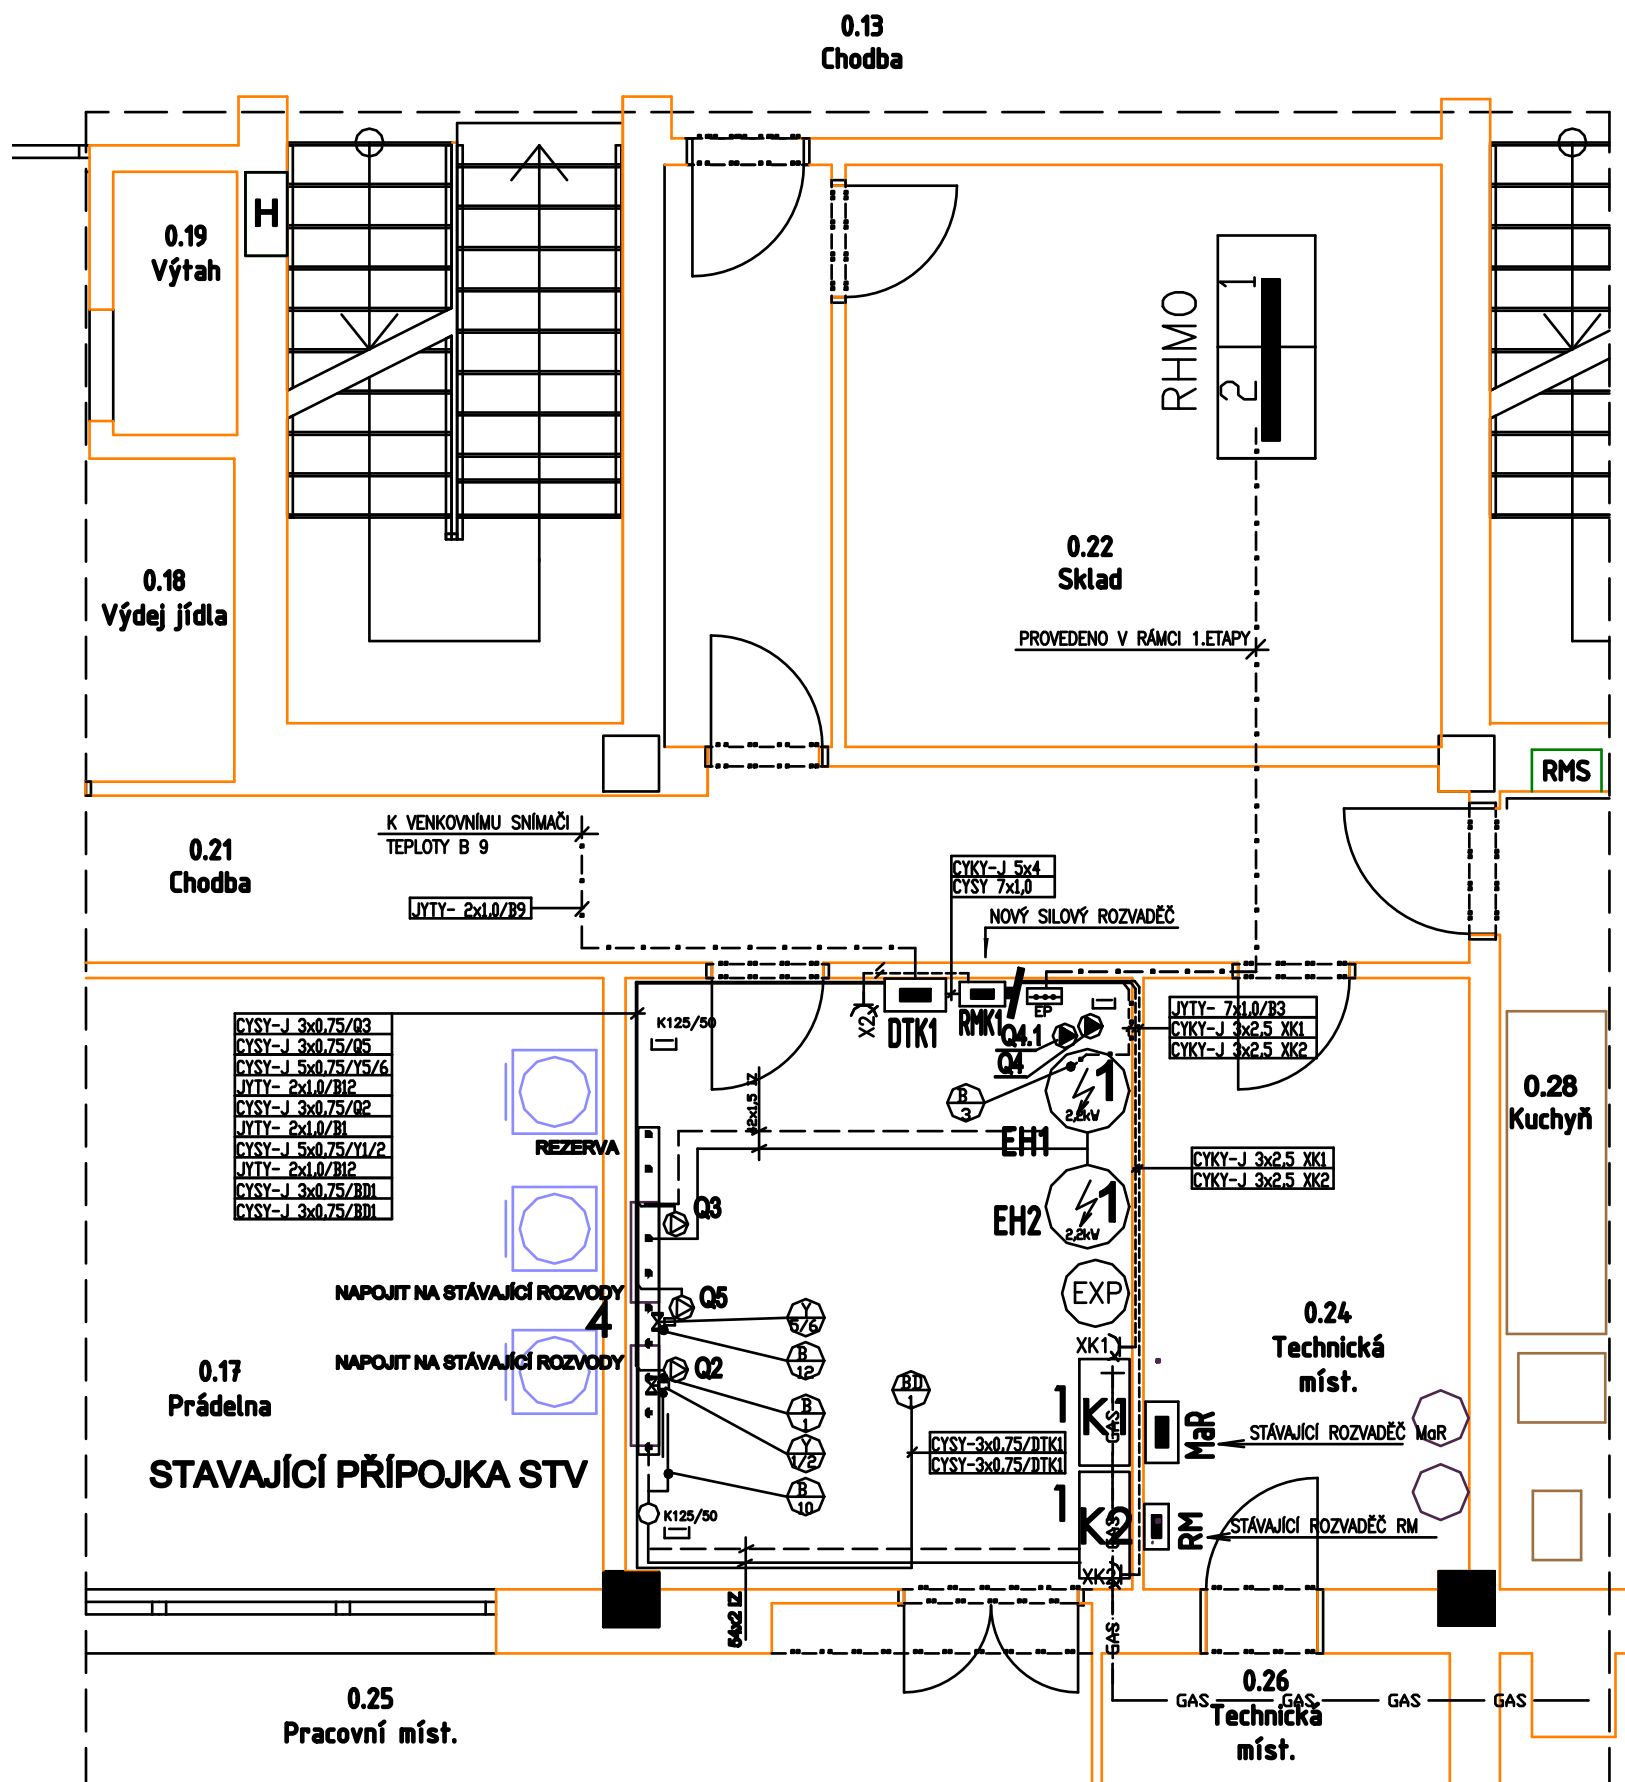 0.13
Chodba
0.19
Výtah
H
RHMO
1
2
0.18
Výdej jídla
0.22
Sklad
PROVEDENO V RÁMCI 1.ETAPY
RMS
0.21
Chodba
K VENKOVNÍMU SNÍMAČI
TEPLOTY B 9
JYTY- 2x1,0/B9
CYKY-J 5x4
CYSY 7x1,0
NOVÝ SILOVÝ ROZVADĚČ
CYSY-J 3x0,75/Q3
CYSY-J 3x0,75/Q5
CYSY-J 5x0,75/Y5/6
JYTY- 2x1,0/B12
CYSY-J 3x0,75/Q2
JYTY- 2x1,0/B1
CYSY-J 5x0,75/Y1/2
JYTY- 2x1,0/B12
CYSY-J 3x0,75/BD1
CYSY-J 3x0,75/BD1
K125/50
DTK1
RMK1
EP
Q4.1
Q4
JYTY- 7x1,0/B3
CYKY-J 3x2,5 XK1
CYKY-J 3x2,5 XK2
B
3
1
2,2kW
EH1
0.28
Kuchyň
REZERVA
CYKY-J 3x2,5 XK1
CYKY-J 3x2,5 XK2
Q3
EH2
1
2,2kW
NAPOJIT NA STÁVAJÍCÍ ROZVODY
4
Q5
Y
5/6
EXP
0.24
Technická
míst.
XK1
NAPOJIT NA STÁVAJÍCÍ ROZVODY
Q2
B
12
0.17
Prádelna
BD
1
B
1
1
K1
GAS
MaR
STÁVAJÍCÍ ROZVADĚČ MaR
CYSY-3x0,75/DTK1
CYSY-3x0,75/DTK1
Y
1/2
STAVAJÍCÍ PŘÍPOJKA STV
B
10
K125/50
1
K2
GAS
RM
STÁVAJÍCÍ ROZVADĚČ RM
XK2
54x2 IZ
GAS
0.25
Pracovní míst.
0.26
Technická
míst.
GAS
GAS
GAS
GAS